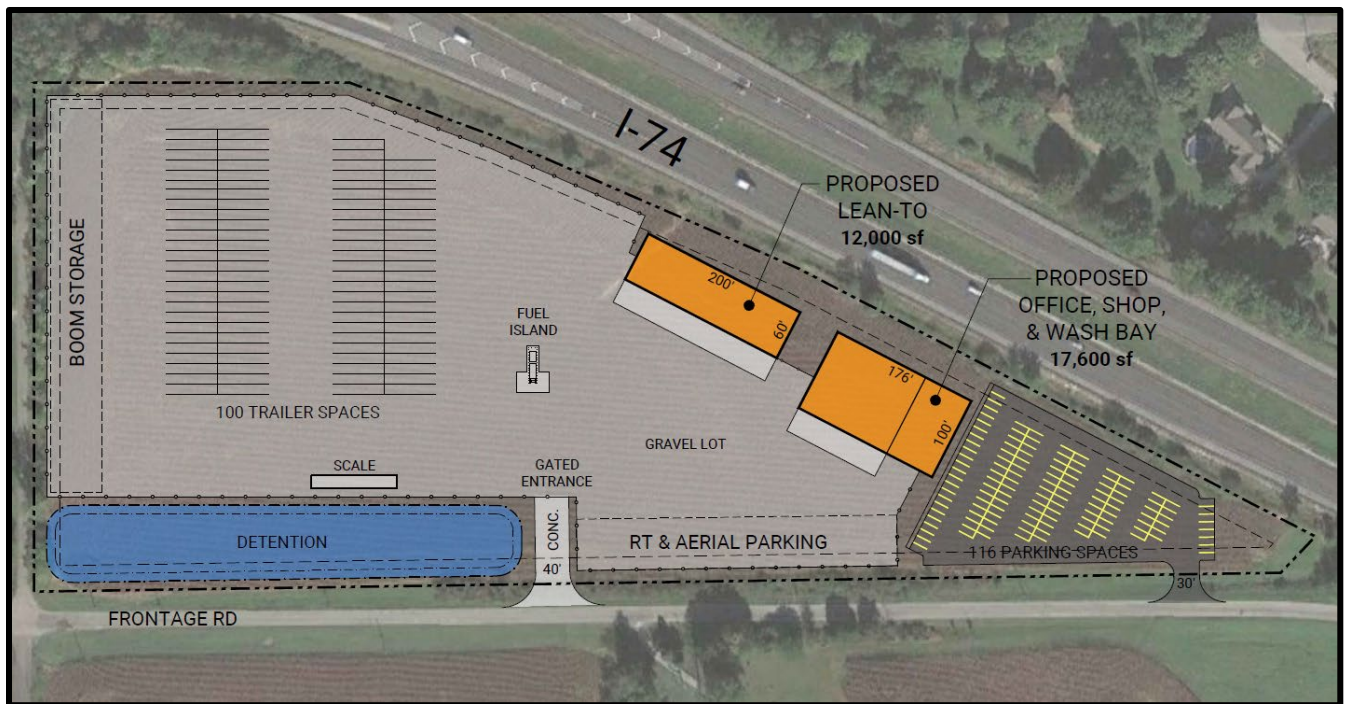 I-74
PROPOSED
LEAN-TO
12,000 sf
PROPOSED
OFFICE, SHOP,
& WASH BAY
17,600 sf
BOOM STORAGE
200'
60'
FUEL
ISLAND
176'
100'
100 TRAILER SPACES
GRAVEL LOT
SCALE
GATED
ENTRANCE
DETENTION
CONC.
40'
RT & AERIAL PARKING
116 PARKING SPACES
30'
FRONTAGE RD